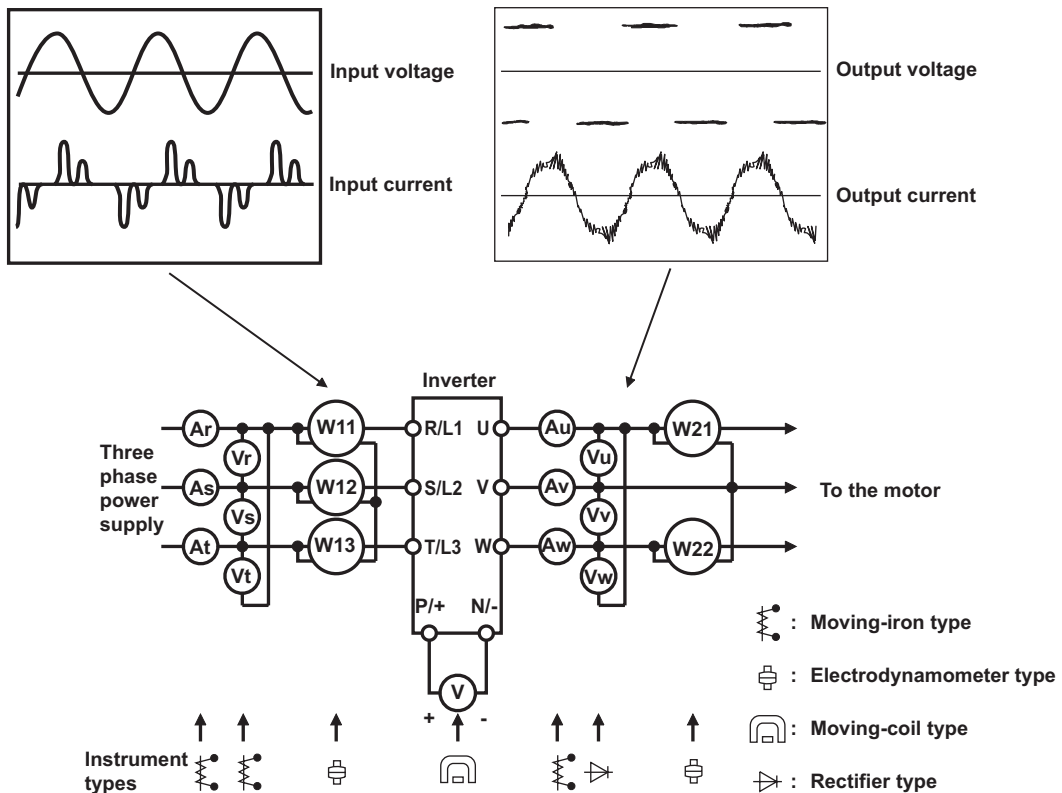 Input voltage
Input current
Output voltage
Output current
Inverter
Three
phase
power
supply
Ar
As
At
Vr
Vs
Vt
W11
W12
W13
R/L1
S/L2
T/L3
U
V
W
P/+
N/-
V
+
-
Au
Av
Aw
Vu
Vv
Vw
W21
W22
To the motor
: Moving-iron type
: Electrodynamometer type
: Moving-coil type
: Rectifier type
Instrument
types